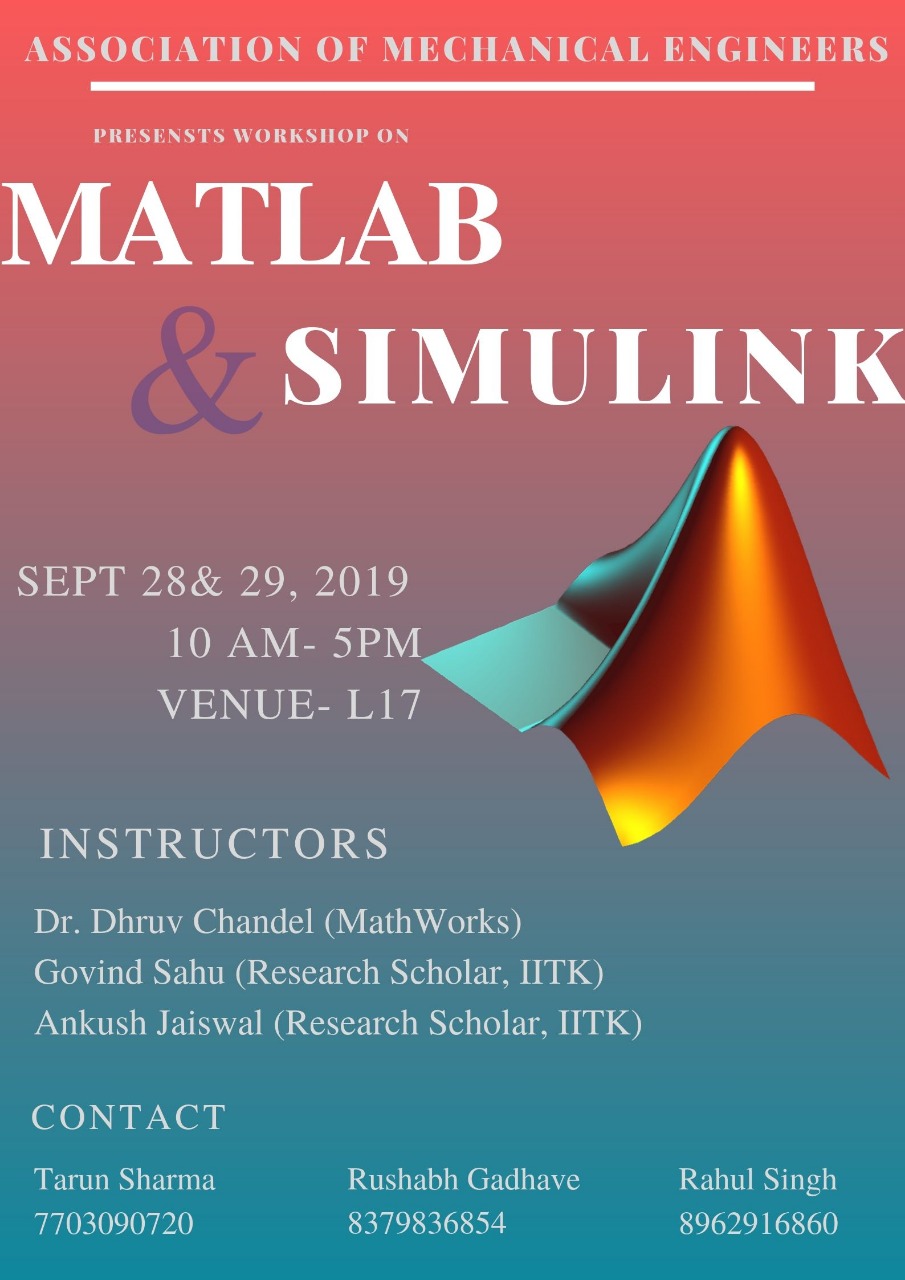 ASSOCIATION OF MECHANICAL ENGINEERS
PRESENSTS WORKSHOP ON
MATLAB
& SIMULINK
SEPT 28& 29, 2019
10 AM- 5PM
VENUE- L17
INSTRUCTORS
Dr. Dhruv Chandel (MathWorks)
Govind Sahu (Research Scholar, IITK)
Ankush Jaiswal (Research Scholar, IITK)
CONTACT
Tarun Sharma Rushabh Gadhave Rahul Singh
7703090720 8379836854 8962916860